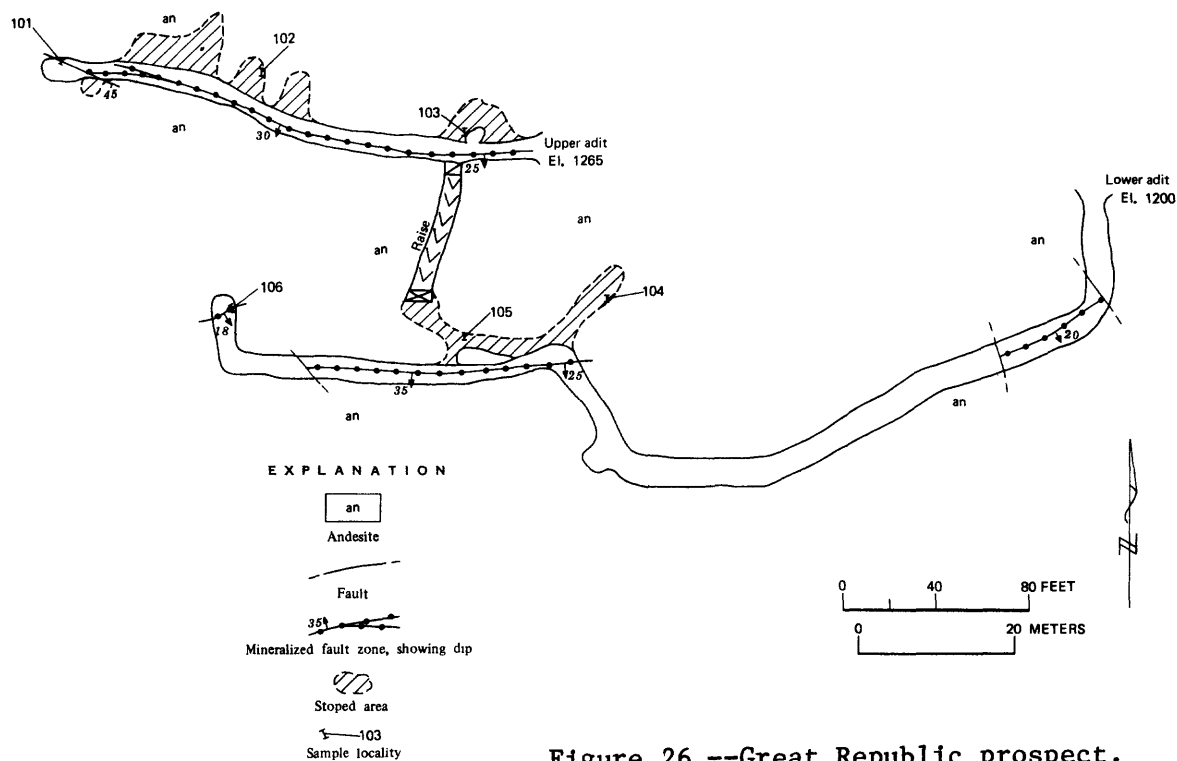 101
an
102
45
an
30
103
Upper adit
El. 1265
25
Lower adit
El. 1200
an
an
an
Raise
106
18
105
104
20
25
35
an
an
EXPLANATION
an
Andesite
Fault
35
Mineralized fault zone, showing dip
Stoped area
103
Sample locality
N
0 40 80 FEET
0 20 METERS
Figure 26.--Great Republic prospect.